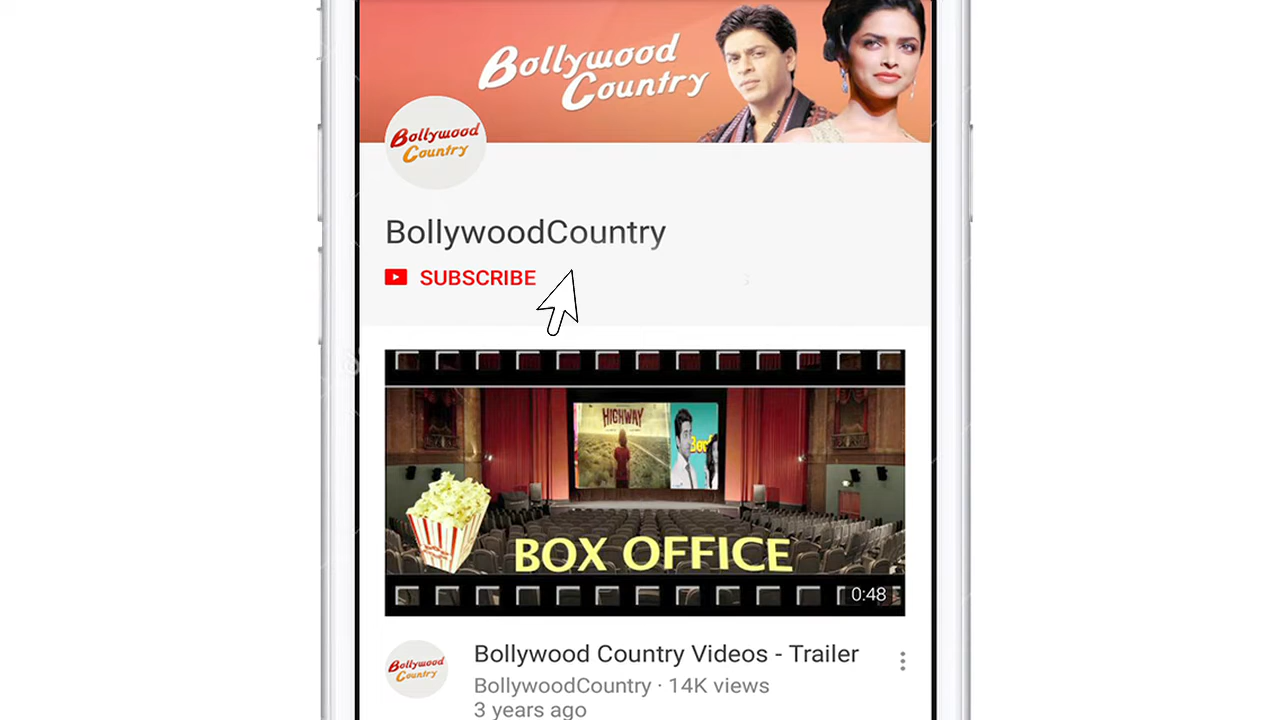 Bollywood
Country
Bollywood
Country
BollywoodCountry
SUBSCRIBE
HIGHWAY
BOX OFFICE
0:48
Bollywood
Country
Bollywood Country Videos - Trailer
BollywoodCountry · 14K views
3 years ago